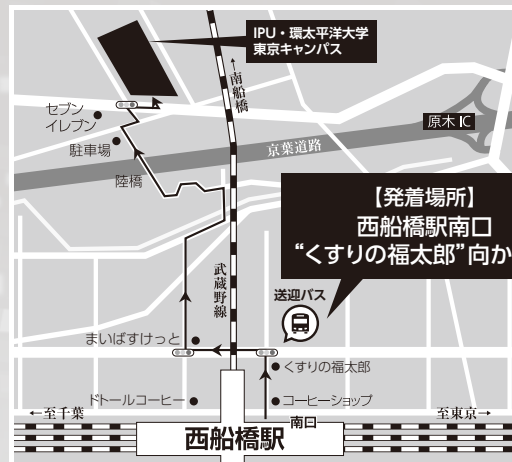 IPU・環太平洋大学
東京キャンパス
↑南船橋
セブン
イレブン
駐車場
原木 IC
京葉道路
陸橋
【発着場所】
西船橋駅南口
“くすりの福太郎”向か
武蔵野線
送迎バス
まいばすけっと
くすりの福太郎
ドトールコーヒー
コーヒーショップ
←至千葉
南口
至東京→
西船橋駅